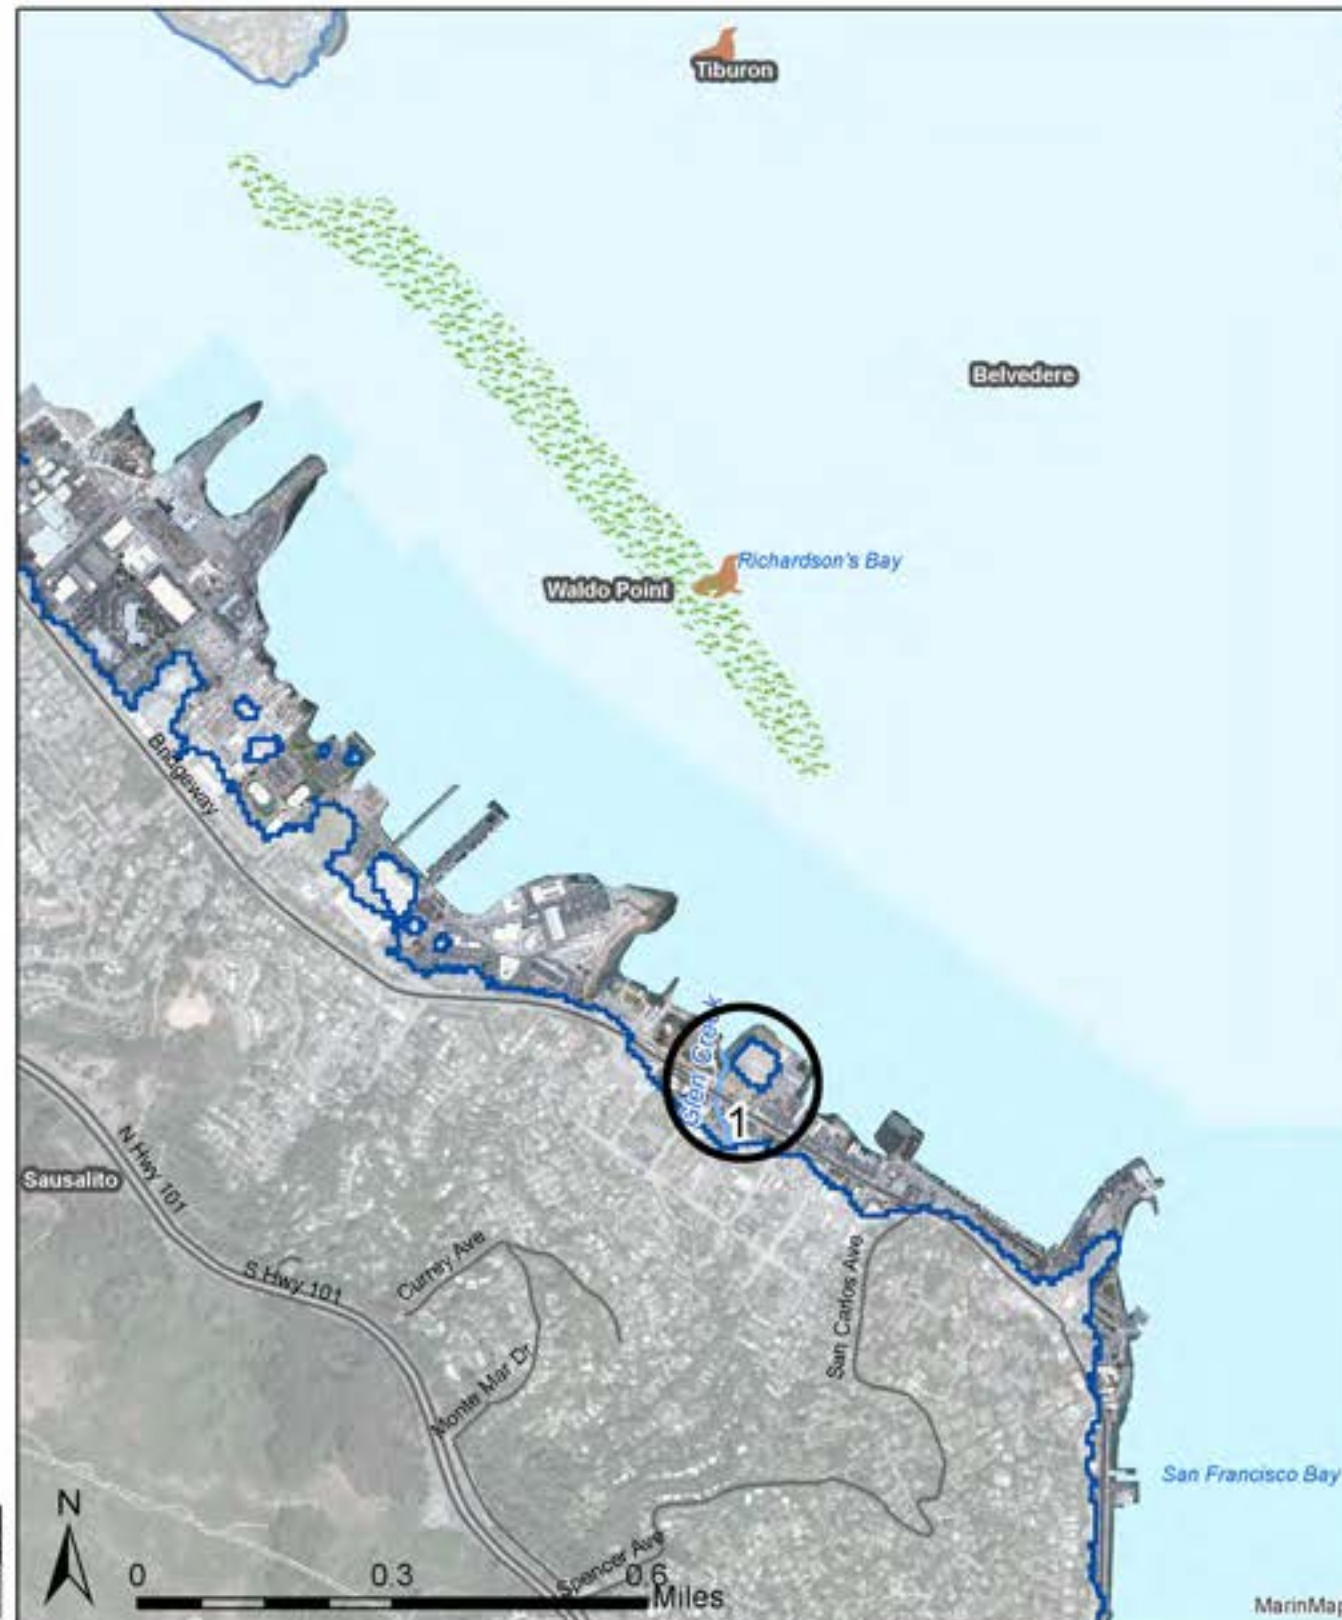 Tiburon
Belvedere
Richardson's Bay
Waldo Point
Bridgeway
Glen Creek
1
N Hwy 101
Sausalito
S Hwy 101
Currey Ave
San Carlos Ave
Monte Mar Dr
San Francisco Bay
N
Spencer Ave
0 0.3 0.6
Miles
MarinMap